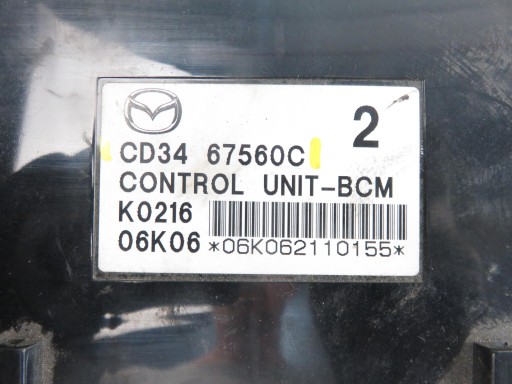 2
CD34 67560C
CONTROL UNIT-BCM
K0216
06K06 *06K062110155*